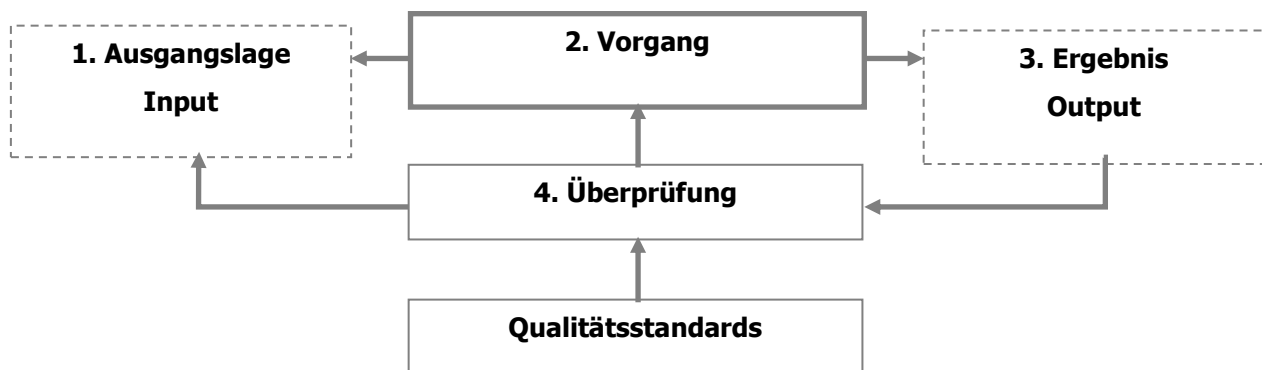 1. Ausgangslage
Input
2. Vorgang
3. Ergebnis
Output
4. Überprüfung
Qualitätsstandards